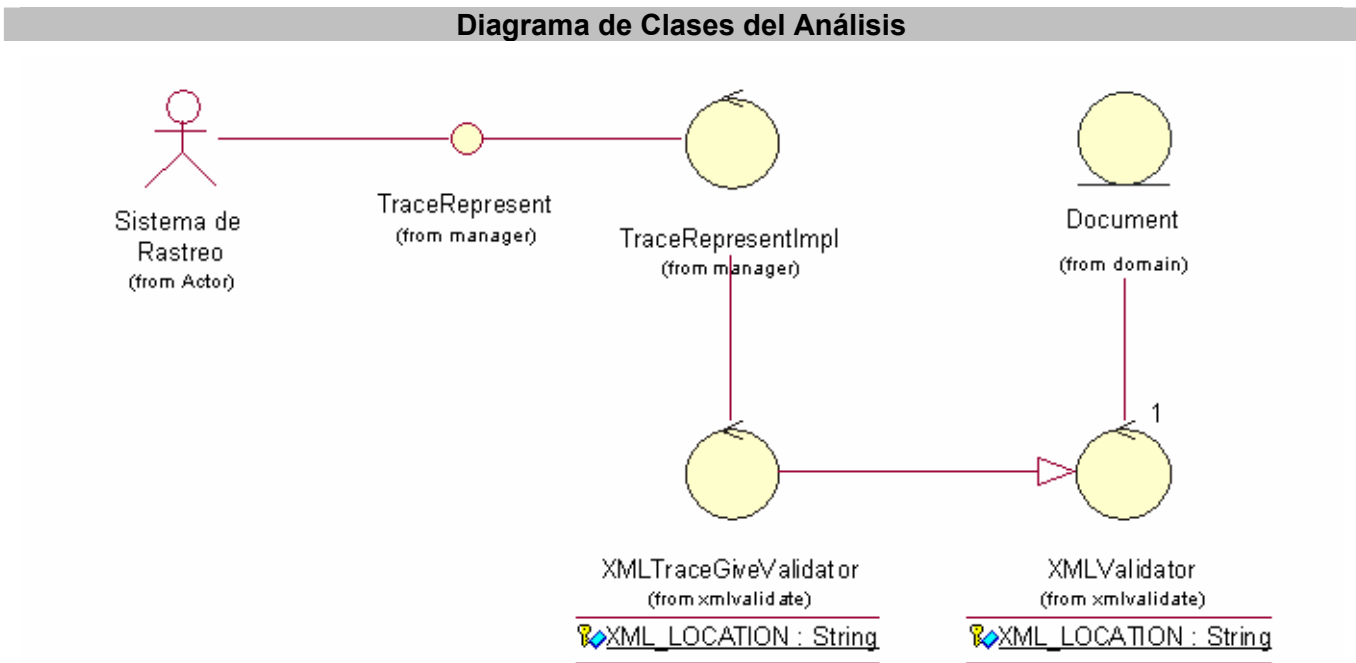 Diagrama de Clases del Análisis
Sistema de
Rastreo
(from Actor)
TraceRepresent
(from manager)
TraceRepresentImpl
(from manager)
Document
(from domain)
1
XMLTraceGiveValidator
(from xmlvalidate)
XML_LOCATION : String
XMLValidator
(from xmlvalidate)
XML_LOCATION : String